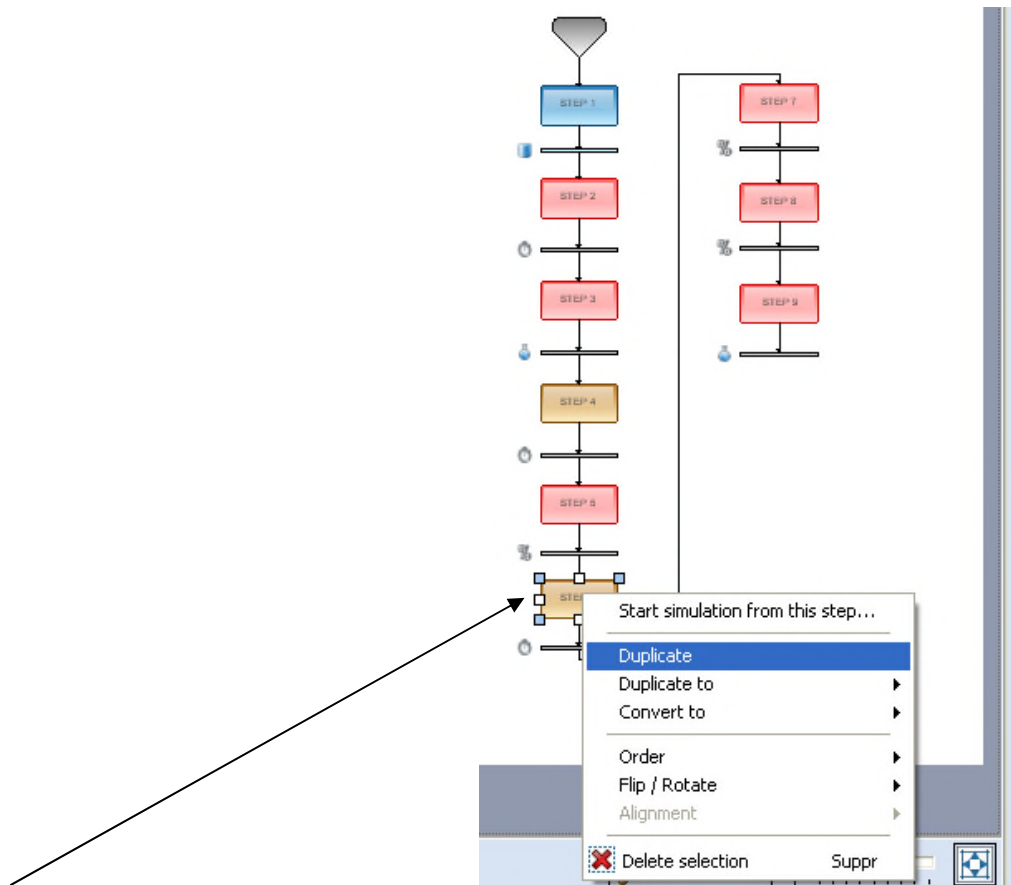 STEP 1
STEP 2
STEP 3
STEP 4
STEP 5
STE
STEP 7
STEP 8
STEP 9
Start simulation from this step...
Duplicate
Duplicate to
Convert to
Order
Flip / Rotate
Alignment
Delete selection Suppr